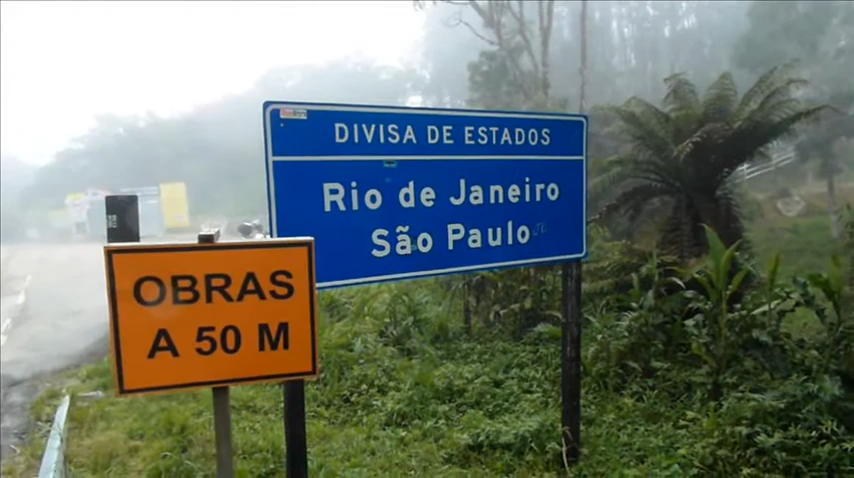 DIVISA DE ESTADOS
Rio de Janeiro
São Paulo
OBRAS
A 50 M